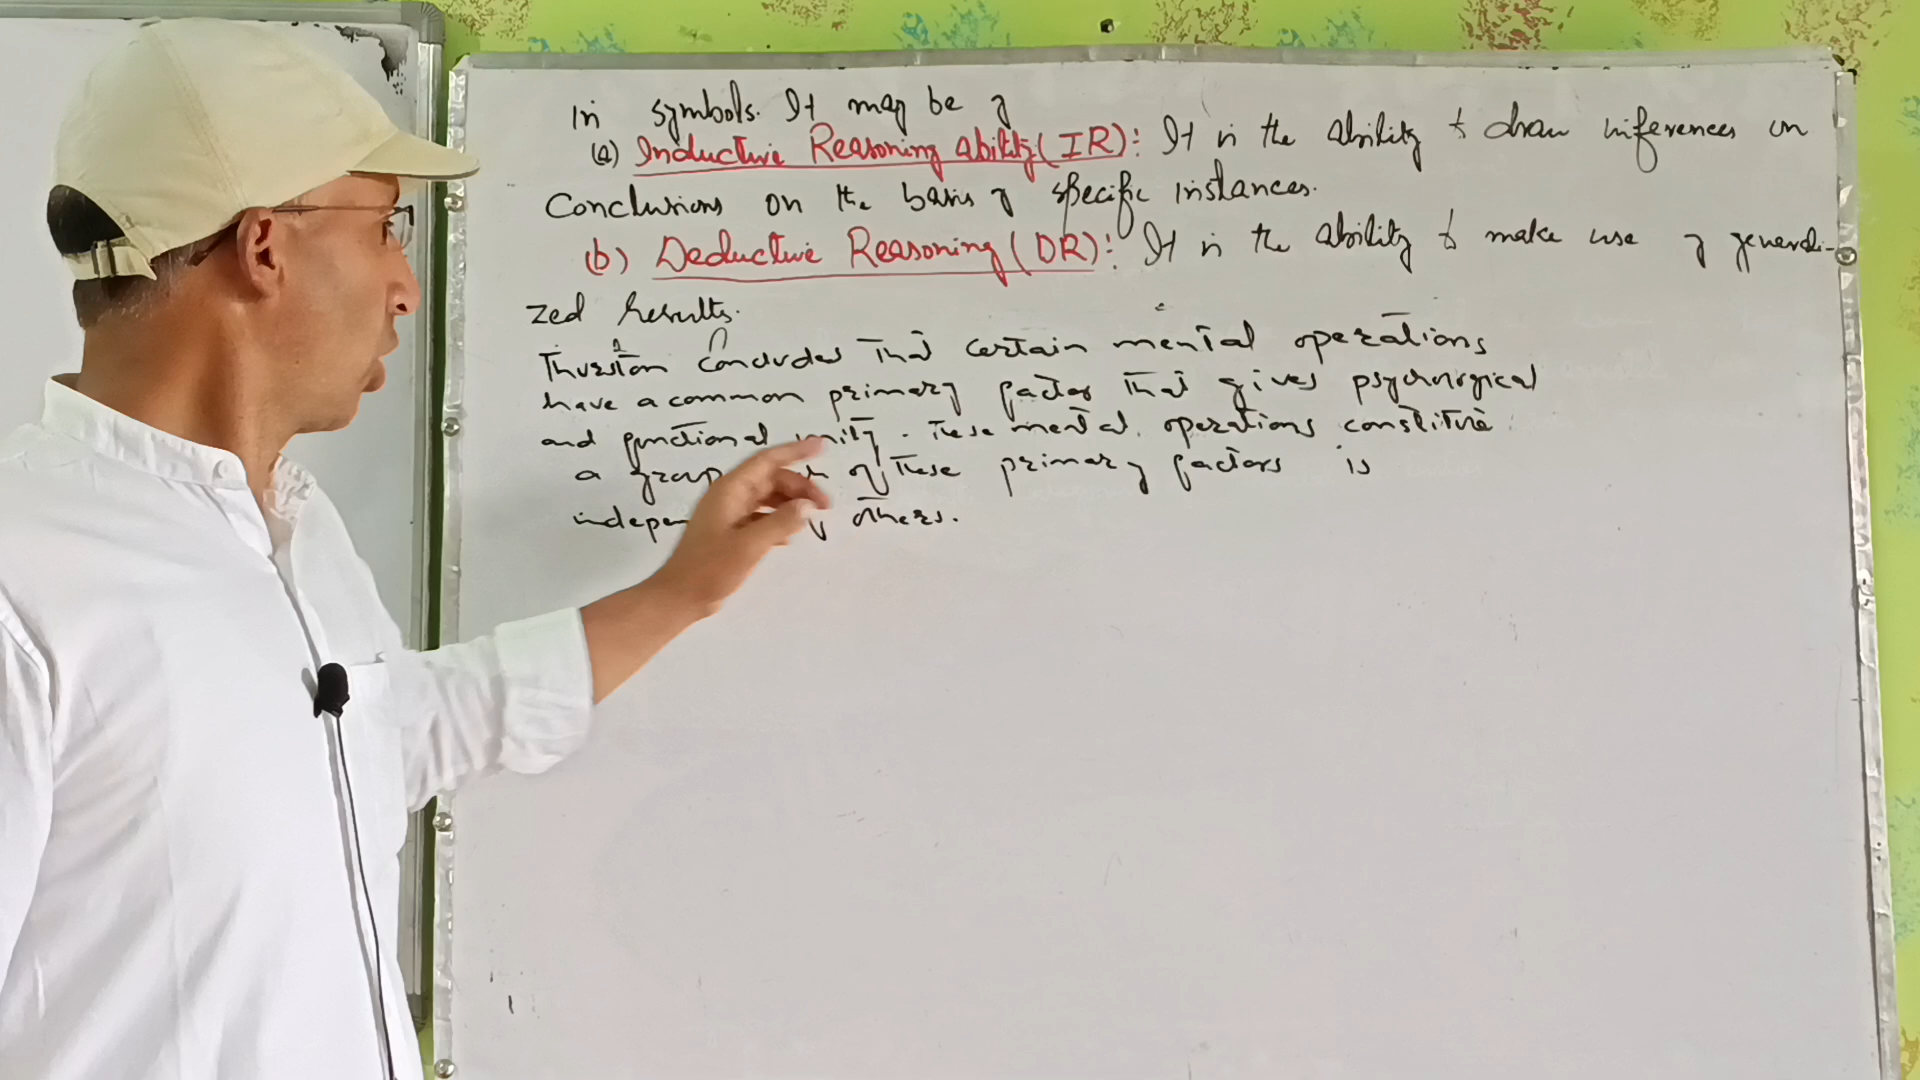 in symbols. It may be of
(a) Inductive Reasoning ability (IR): It is the ability to draw inferences or
Conclusions on the basis of specific instances.
(b) Deductive Reasoning (DR): It is the ability to make use of generali-
zed results.
Thurston concludes that certain mental operations
have a common primary factor that gives psychological
and functional unity. These mental operations constitute
a group of these primary factors is
of others.